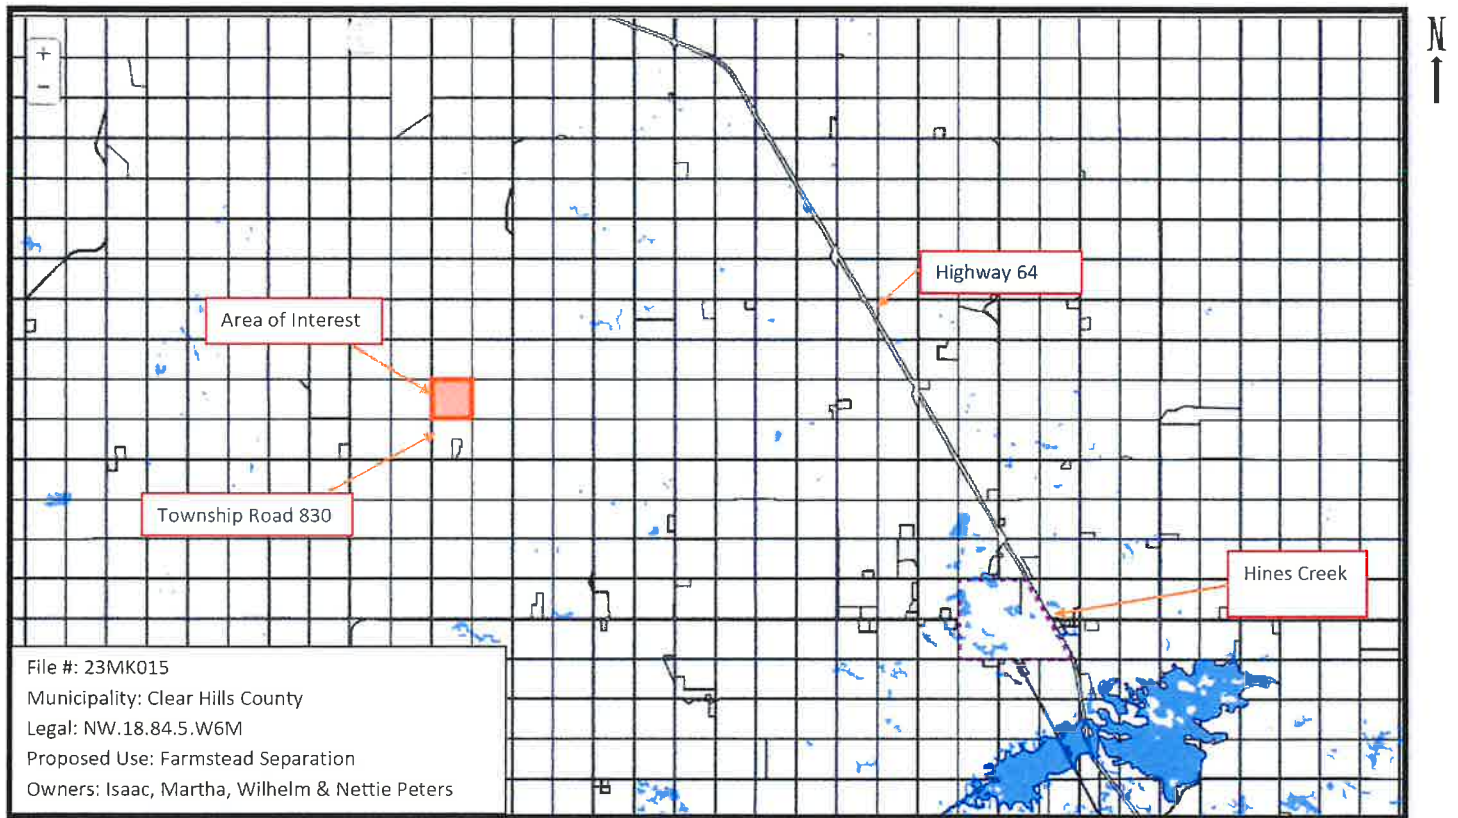 N
+
-
Highway 64
Area of Interest
Township Road 830
Hines Creek
File #: 23MK015
Municipality: Clear Hills County
Legal: NW.18.84.5.W6M
Proposed Use: Farmstead Separation
Owners: Isaac, Martha, Wilhelm & Nettie Peters